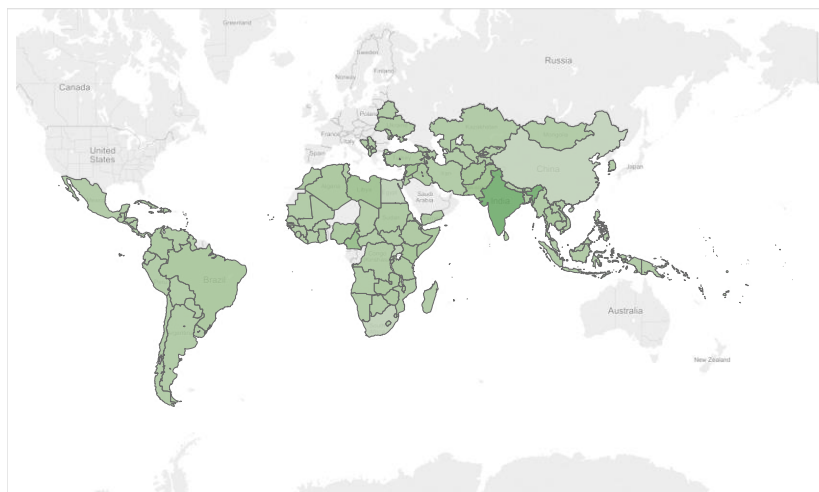 Greenland
Sweden
Finland
Norway
Russia
Canada
Poland
France
Italy
Spain
United
States
Japan
China
India
Saudi
Arabia
Brazil
Australia
New Zealand